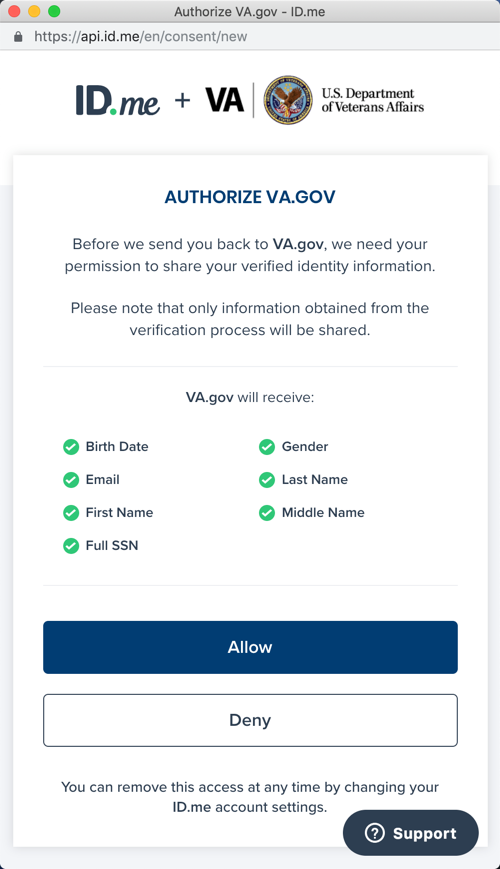 Authorize VA.gov - ID.me
https://api.id.me/en/consent/new
ID.me + VA | U.S. Department
of Veterans Affairs
AUTHORIZE VA.GOV
Before we send you back to VA.gov, we need your
permission to share your verified identity information.
Please note that only information obtained from the
verification process will be shared.
VA.gov will receive:
Birth Date Gender
Email Last Name
First Name Middle Name
Full SSN
Allow
Deny
You can remove this access at any time by changing your
ID.me account settings.
? Support